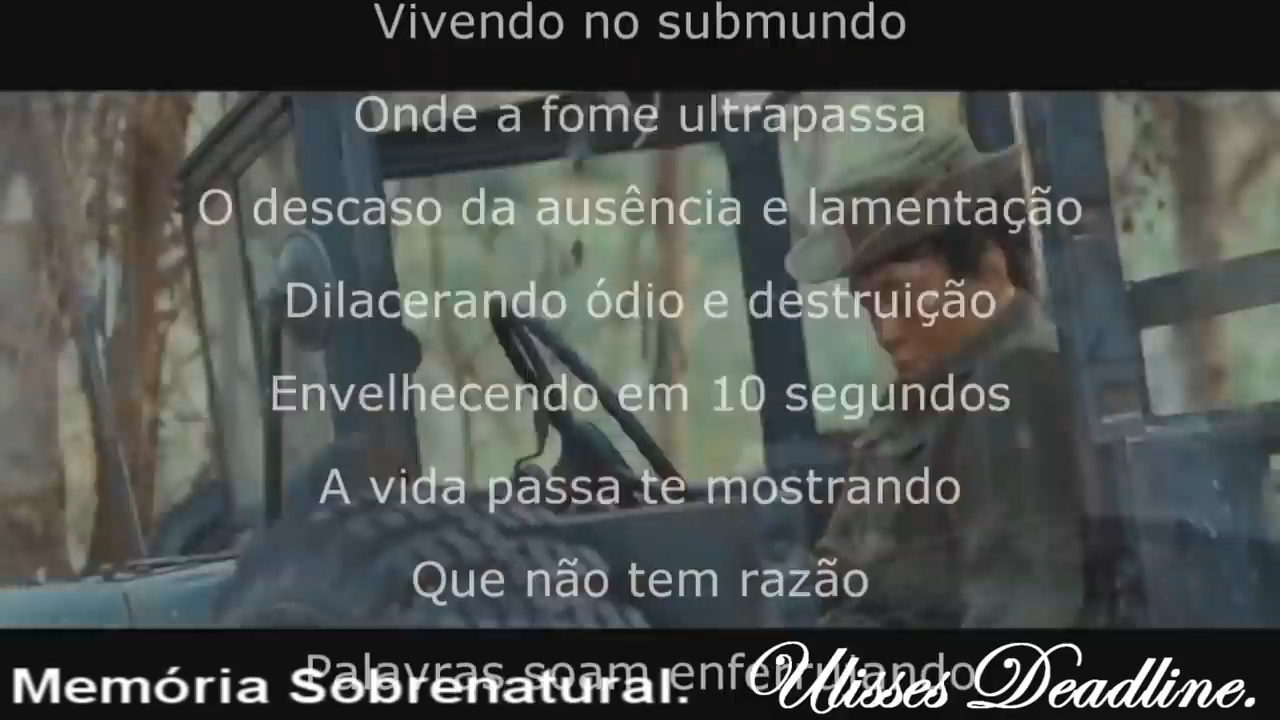 Vivendo no submundo
Onde a fome ultrapassa
O descaso da ausência e lamentação
Dilacerando ódio e destruição
Envelhecendo em 10 segundos
A vida passa te mostrando
Que não tem razão
Palavras soam enferrujando
Memória Sobrenatural.
Ulisses Deadline.